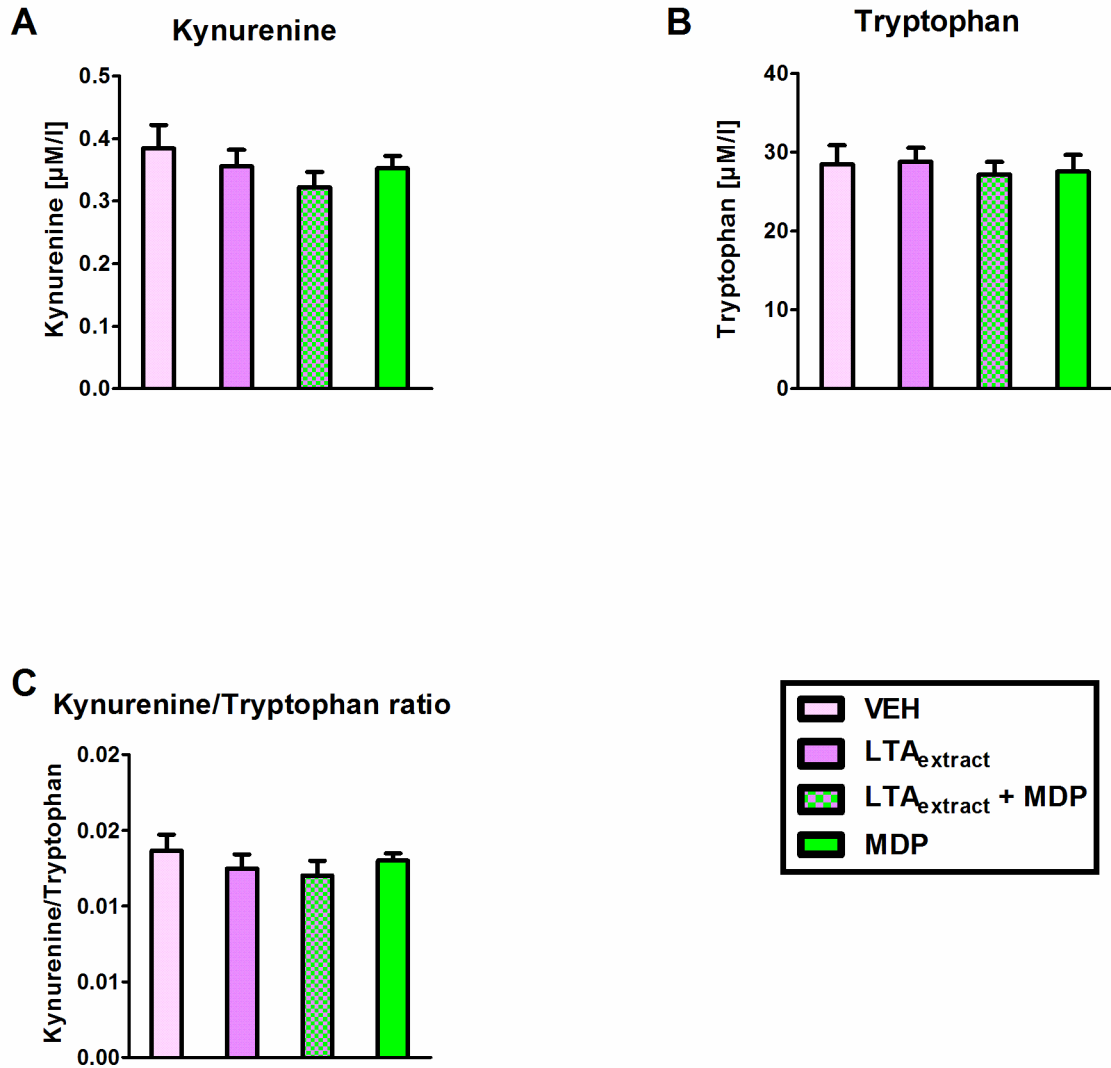 A
Kynurenine
Kynurenine [µM/l]
0.5
0.4
0.3
0.2
0.1
0.0
B
Tryptophan
Tryptophan [µM/l]
40
30
20
10
0
C
Kynurenine/Tryptophan ratio
Kynurenine/Tryptophan
0.02
0.02
0.01
0.01
0.00
VEH
LTAextract
LTAextract + MDP
MDP